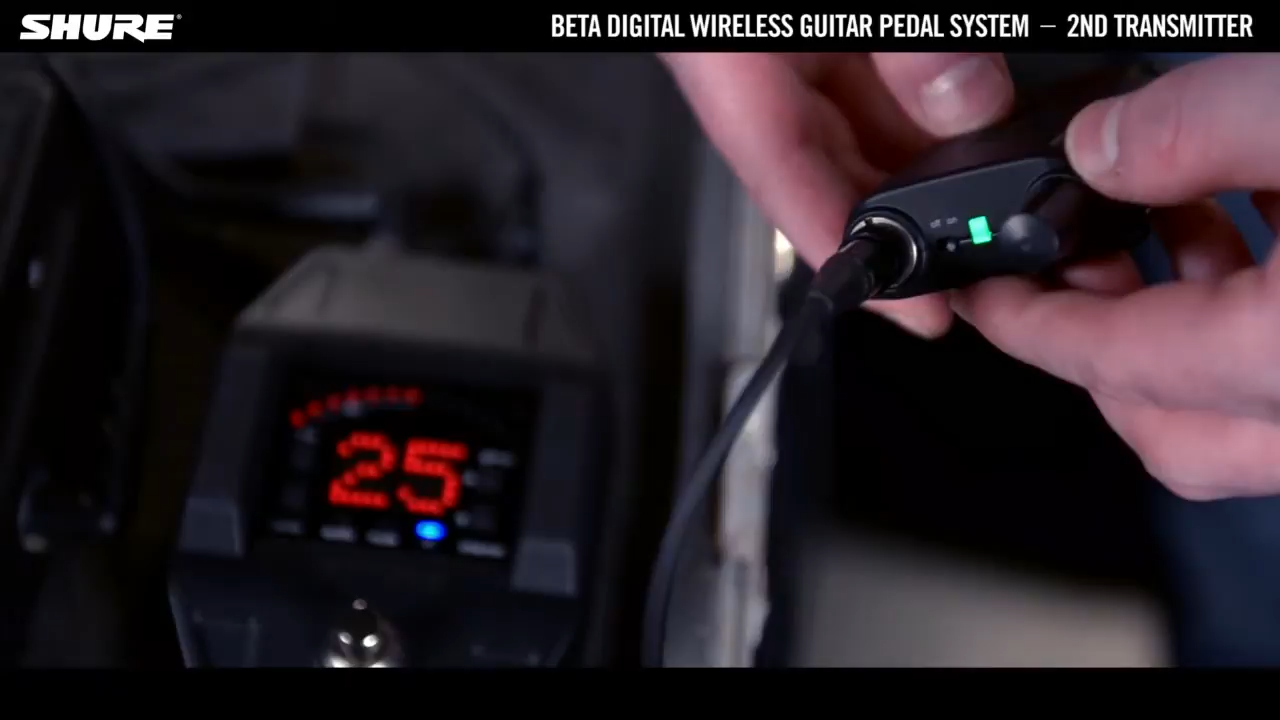 SHURE®
BETA DIGITAL WIRELESS GUITAR PEDAL SYSTEM – 2ND TRANSMITTER
off on
25